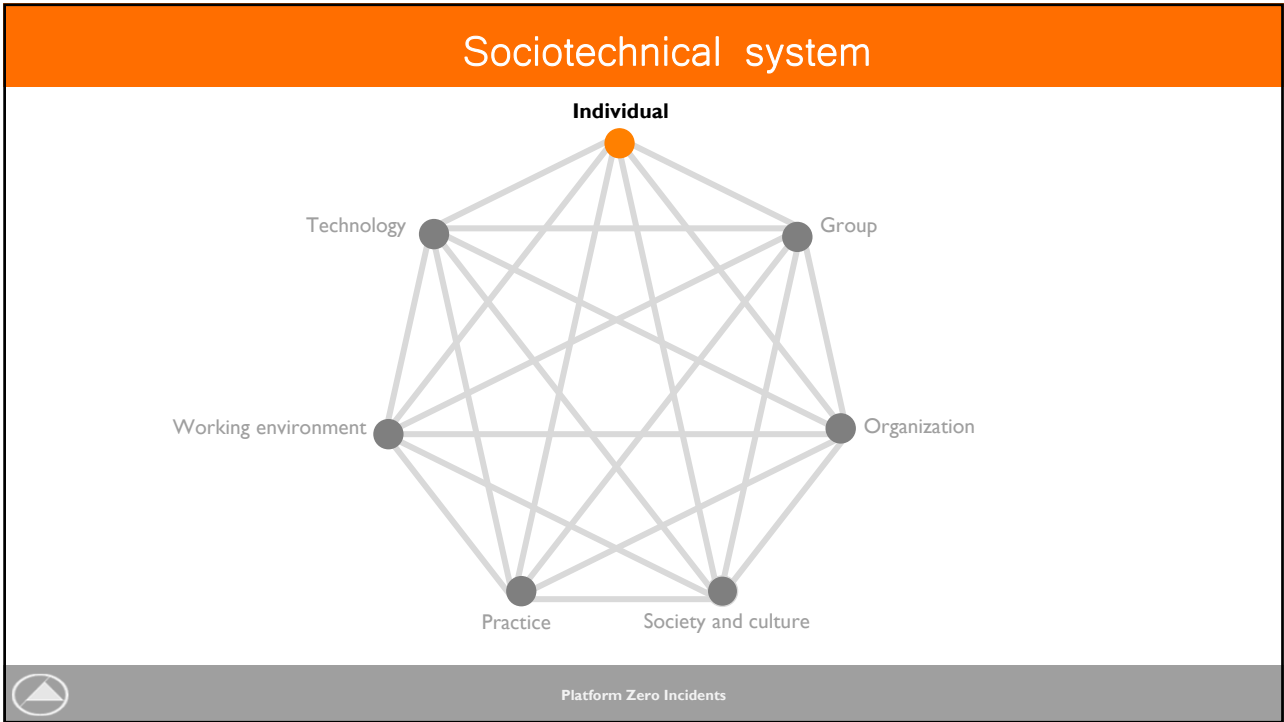 Sociotechnical system
Individual
Technology
Group
Working environment
Organization
Practice
Society and culture
Platform Zero Incidents